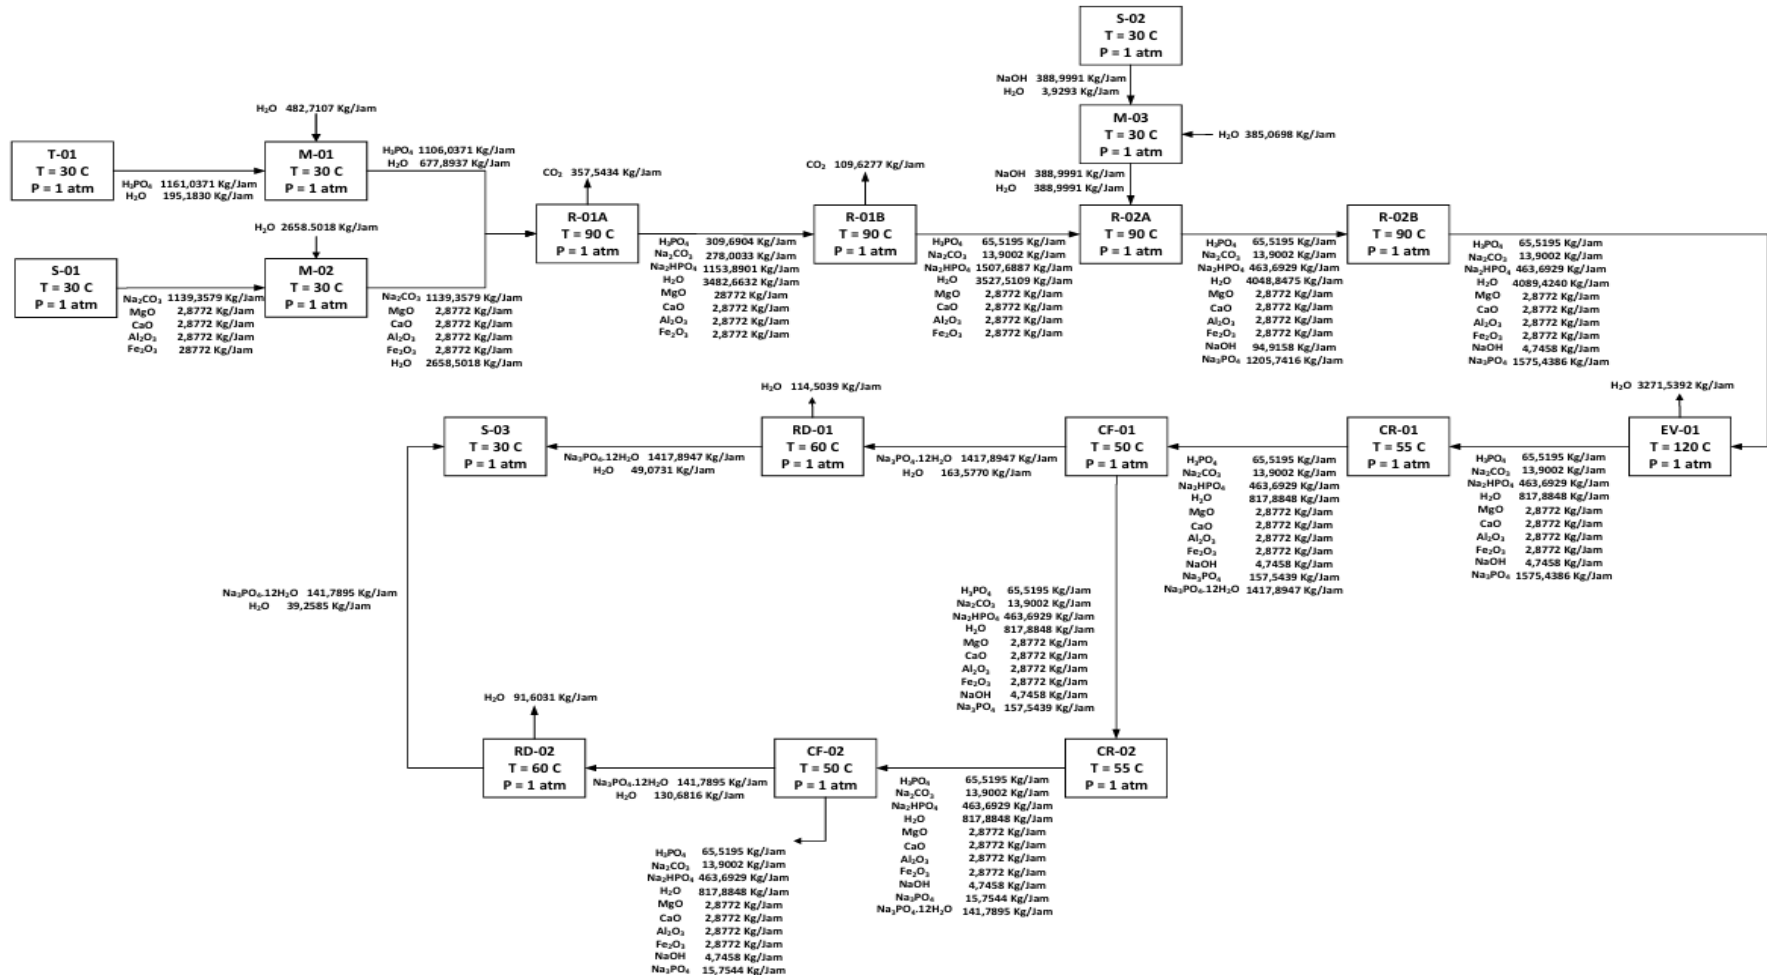 S-02
T = 30 C
P = 1 atm
NaOH 388,9991 Kg/Jam
H₂O 3,9293 Kg/Jam
M-03
T = 30 C
P = 1 atm
H₂O 385,0698 Kg/Jam
NaOH 388,9991 Kg/Jam
H₂O 388,9991 Kg/Jam
H₂O 482,7107 Kg/Jam
T-01
T = 30 C
P = 1 atm
H₃PO₄ 1161,0371 Kg/Jam
H₂O 195,1830 Kg/Jam
M-01
T = 30 C
P = 1 atm
H₃PO₄ 1106,0371 Kg/Jam
H₂O 677,8937 Kg/Jam
H₂O 2658.5018 Kg/Jam
S-01
T = 30 C
P = 1 atm
Na₂CO₃ 1139,3579 Kg/Jam
MgO 2,8772 Kg/Jam
CaO 2,8772 Kg/Jam
Al₂O₃ 2,8772 Kg/Jam
Fe₂O₃ 28772 Kg/Jam
M-02
T = 30 C
P = 1 atm
Na₂CO₃ 1139,3579 Kg/Jam
MgO 2,8772 Kg/Jam
CaO 2,8772 Kg/Jam
Al₂O₃ 2,8772 Kg/Jam
Fe₂O₃ 2,8772 Kg/Jam
H₂O 2658,5018 Kg/Jam
CO₂ 357,5434 Kg/Jam
R-01A
T = 90 C
P = 1 atm
H₃PO₄ 309,6904 Kg/Jam
Na₂CO₃ 278,0033 Kg/Jam
Na₂HPO₄ 1153,8901 Kg/Jam
H₂O 3482,6632 Kg/Jam
MgO 28772 Kg/Jam
CaO 2,8772 Kg/Jam
Al₂O₃ 2,8772 Kg/Jam
Fe₂O₃ 2,8772 Kg/Jam
CO₂ 109,6277 Kg/Jam
R-01B
T = 90 C
P = 1 atm
H₃PO₄ 65,5195 Kg/Jam
Na₂CO₃ 13,9002 Kg/Jam
Na₂HPO₄ 1507,6887 Kg/Jam
H₂O 3527,5109 Kg/Jam
MgO 2,8772 Kg/Jam
CaO 2,8772 Kg/Jam
Al₂O₃ 2,8772 Kg/Jam
Fe₂O₃ 2,8772 Kg/Jam
R-02A
T = 90 C
P = 1 atm
H₃PO₄ 65,5195 Kg/Jam
Na₂CO₃ 13,9002 Kg/Jam
Na₂HPO₄ 463,6929 Kg/Jam
H₂O 4048,8475 Kg/Jam
MgO 2,8772 Kg/Jam
CaO 2,8772 Kg/Jam
Al₂O₃ 2,8772 Kg/Jam
Fe₂O₃ 2,8772 Kg/Jam
NaOH 94,9158 Kg/Jam
Na₃PO₄ 1205,7416 Kg/Jam
R-02B
T = 90 C
P = 1 atm
H₃PO₄ 65,5195 Kg/Jam
Na₂CO₃ 13,9002 Kg/Jam
Na₂HPO₄ 463,6929 Kg/Jam
H₂O 4089,4240 Kg/Jam
MgO 2,8772 Kg/Jam
CaO 2,8772 Kg/Jam
Al₂O₃ 2,8772 Kg/Jam
Fe₂O₃ 2,8772 Kg/Jam
NaOH 4,7458 Kg/Jam
Na₃PO₄ 1575,4386 Kg/Jam
H₂O 3271,5392 Kg/Jam
EV-01
T = 120 C
P = 1 atm
H₃PO₄ 65,5195 Kg/Jam
Na₂CO₃ 13,9002 Kg/Jam
Na₂HPO₄ 463,6929 Kg/Jam
H₂O 817,8848 Kg/Jam
MgO 2,8772 Kg/Jam
CaO 2,8772 Kg/Jam
Al₂O₃ 2,8772 Kg/Jam
Fe₂O₃ 2,8772 Kg/Jam
NaOH 4,7458 Kg/Jam
Na₃PO₄ 1575,4386 Kg/Jam
CR-01
T = 55 C
P = 1 atm
H₃PO₄ 65,5195 Kg/Jam
Na₂CO₃ 13,9002 Kg/Jam
Na₂HPO₄ 463,6929 Kg/Jam
H₂O 817,8848 Kg/Jam
MgO 2,8772 Kg/Jam
CaO 2,8772 Kg/Jam
Al₂O₃ 2,8772 Kg/Jam
Fe₂O₃ 2,8772 Kg/Jam
NaOH 4,7458 Kg/Jam
Na₃PO₄ 157,5439 Kg/Jam
Na₃PO₄.12H₂O 1417,8947 Kg/Jam
CF-01
T = 50 C
P = 1 atm
Na₃PO₄.12H₂O 1417,8947 Kg/Jam
H₂O 163,5770 Kg/Jam
H₂O 114,5039 Kg/Jam
RD-01
T = 60 C
P = 1 atm
Na₃PO₄.12H₂O 1417,8947 Kg/Jam
H₂O 49,0731 Kg/Jam
S-03
T = 30 C
P = 1 atm
Na₃PO₄.12H₂O 141,7895 Kg/Jam
H₂O 39,2585 Kg/Jam
H₃PO₄ 65,5195 Kg/Jam
Na₂CO₃ 13,9002 Kg/Jam
Na₂HPO₄ 463,6929 Kg/Jam
H₂O 817,8848 Kg/Jam
MgO 2,8772 Kg/Jam
CaO 2,8772 Kg/Jam
Al₂O₃ 2,8772 Kg/Jam
Fe₂O₃ 2,8772 Kg/Jam
NaOH 4,7458 Kg/Jam
Na₃PO₄ 157,5439 Kg/Jam
H₂O 91,6031 Kg/Jam
RD-02
T = 60 C
P = 1 atm
Na₃PO₄.12H₂O 141,7895 Kg/Jam
H₂O 130,6816 Kg/Jam
CF-02
T = 50 C
P = 1 atm
H₃PO₄ 65,5195 Kg/Jam
Na₂CO₃ 13,9002 Kg/Jam
Na₂HPO₄ 463,6929 Kg/Jam
H₂O 817,8848 Kg/Jam
MgO 2,8772 Kg/Jam
CaO 2,8772 Kg/Jam
Al₂O₃ 2,8772 Kg/Jam
Fe₂O₃ 2,8772 Kg/Jam
NaOH 4,7458 Kg/Jam
Na₃PO₄ 15,7544 Kg/Jam
Na₃PO₄.12H₂O 141,7895 Kg/Jam
CR-02
T = 55 C
P = 1 atm
H₃PO₄ 65,5195 Kg/Jam
Na₂CO₃ 13,9002 Kg/Jam
Na₂HPO₄ 463,6929 Kg/Jam
H₂O 817,8848 Kg/Jam
MgO 2,8772 Kg/Jam
CaO 2,8772 Kg/Jam
Al₂O₃ 2,8772 Kg/Jam
Fe₂O₃ 2,8772 Kg/Jam
NaOH 4,7458 Kg/Jam
Na₃PO₄ 15,7544 Kg/Jam